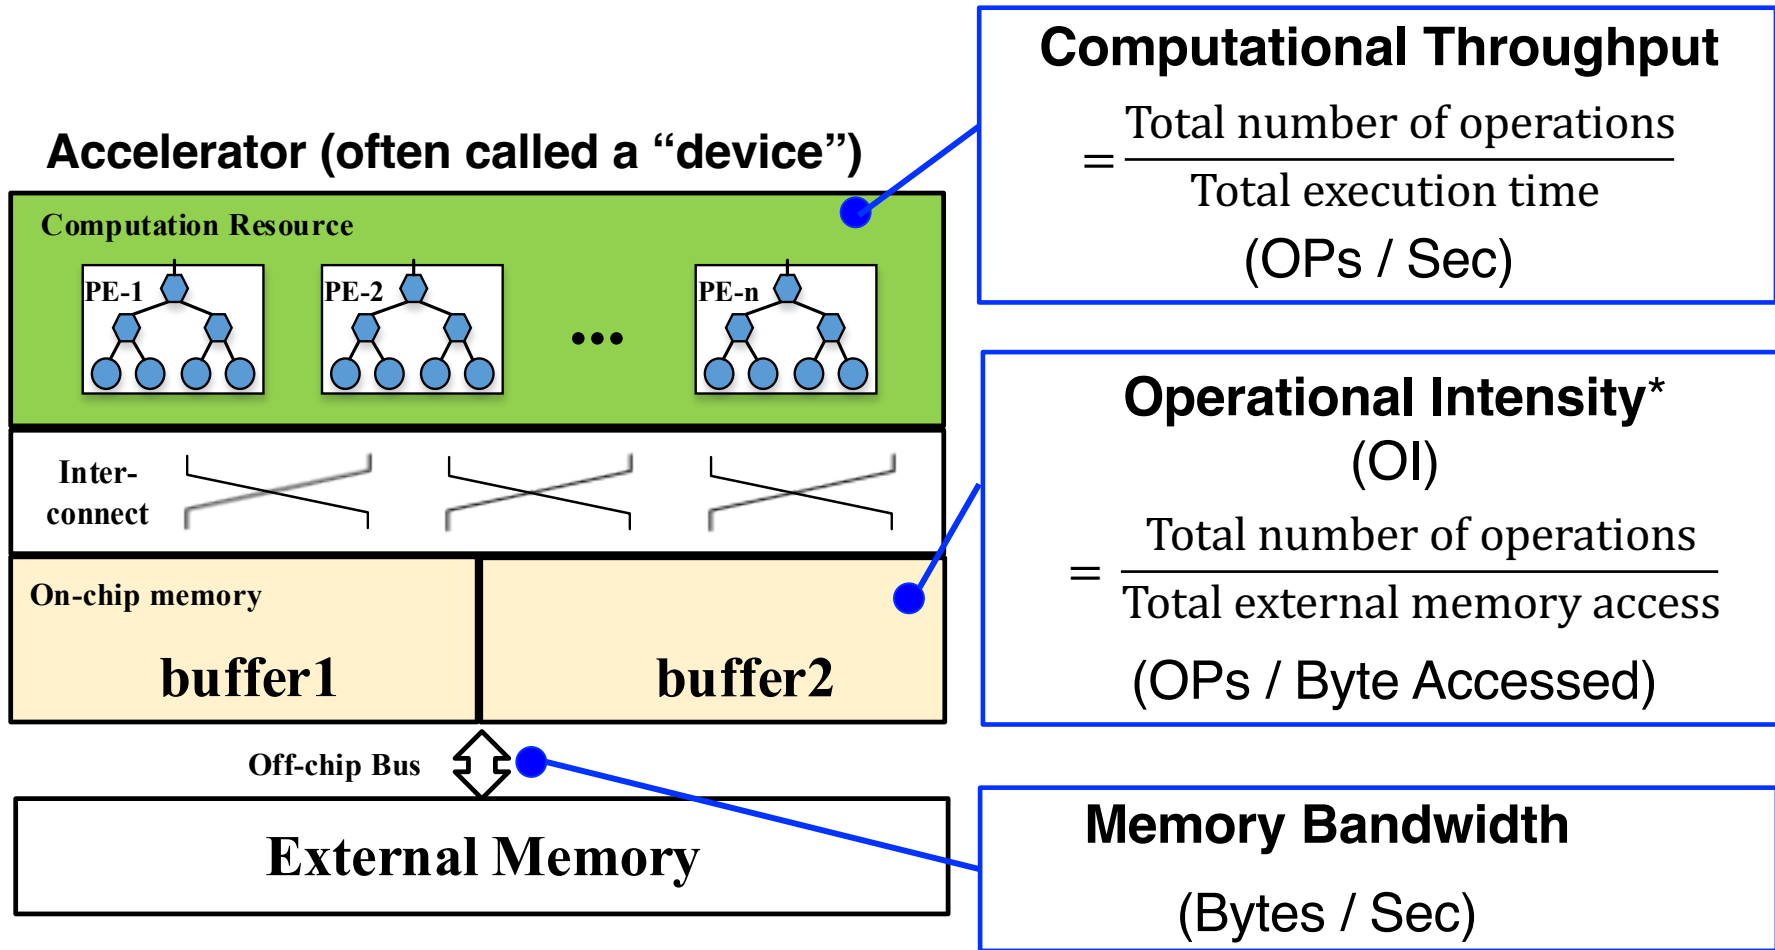 Accelerator (often called a “device”)
Computation Resource
PE-1
PE-2
•••
PE-n
Inter-
connect
On-chip memory
buffer1
buffer2
Off-chip Bus
External Memory
Computational Throughput
= Total number of operations
Total execution time
(OPs / Sec)
Operational Intensity*
(OI)
= Total number of operations
Total external memory access
(OPs / Byte Accessed)
Memory Bandwidth
(Bytes / Sec)